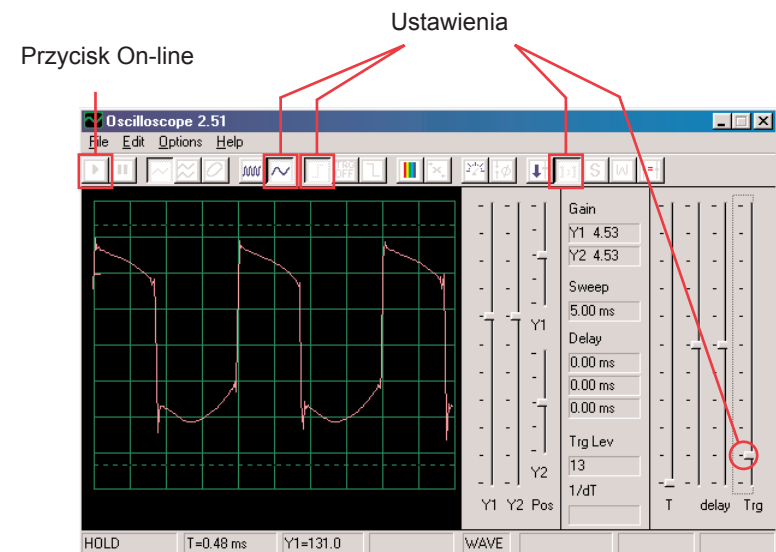 Ustawienia
Przycisk On-line
Oscilloscope 2.51
File Edit Options Help
TRG OFF
1:1 S W
Gain
Y1 4.53
Y2 4.53
Sweep
5.00 ms
Y1
Delay
0.00 ms
0.00 ms
0.00 ms
Trg Lev
13
Y2
1/dT
Y1 Y2 Pos
T delay Trg
HOLD T=0.48 ms Y1=131.0 WAVE